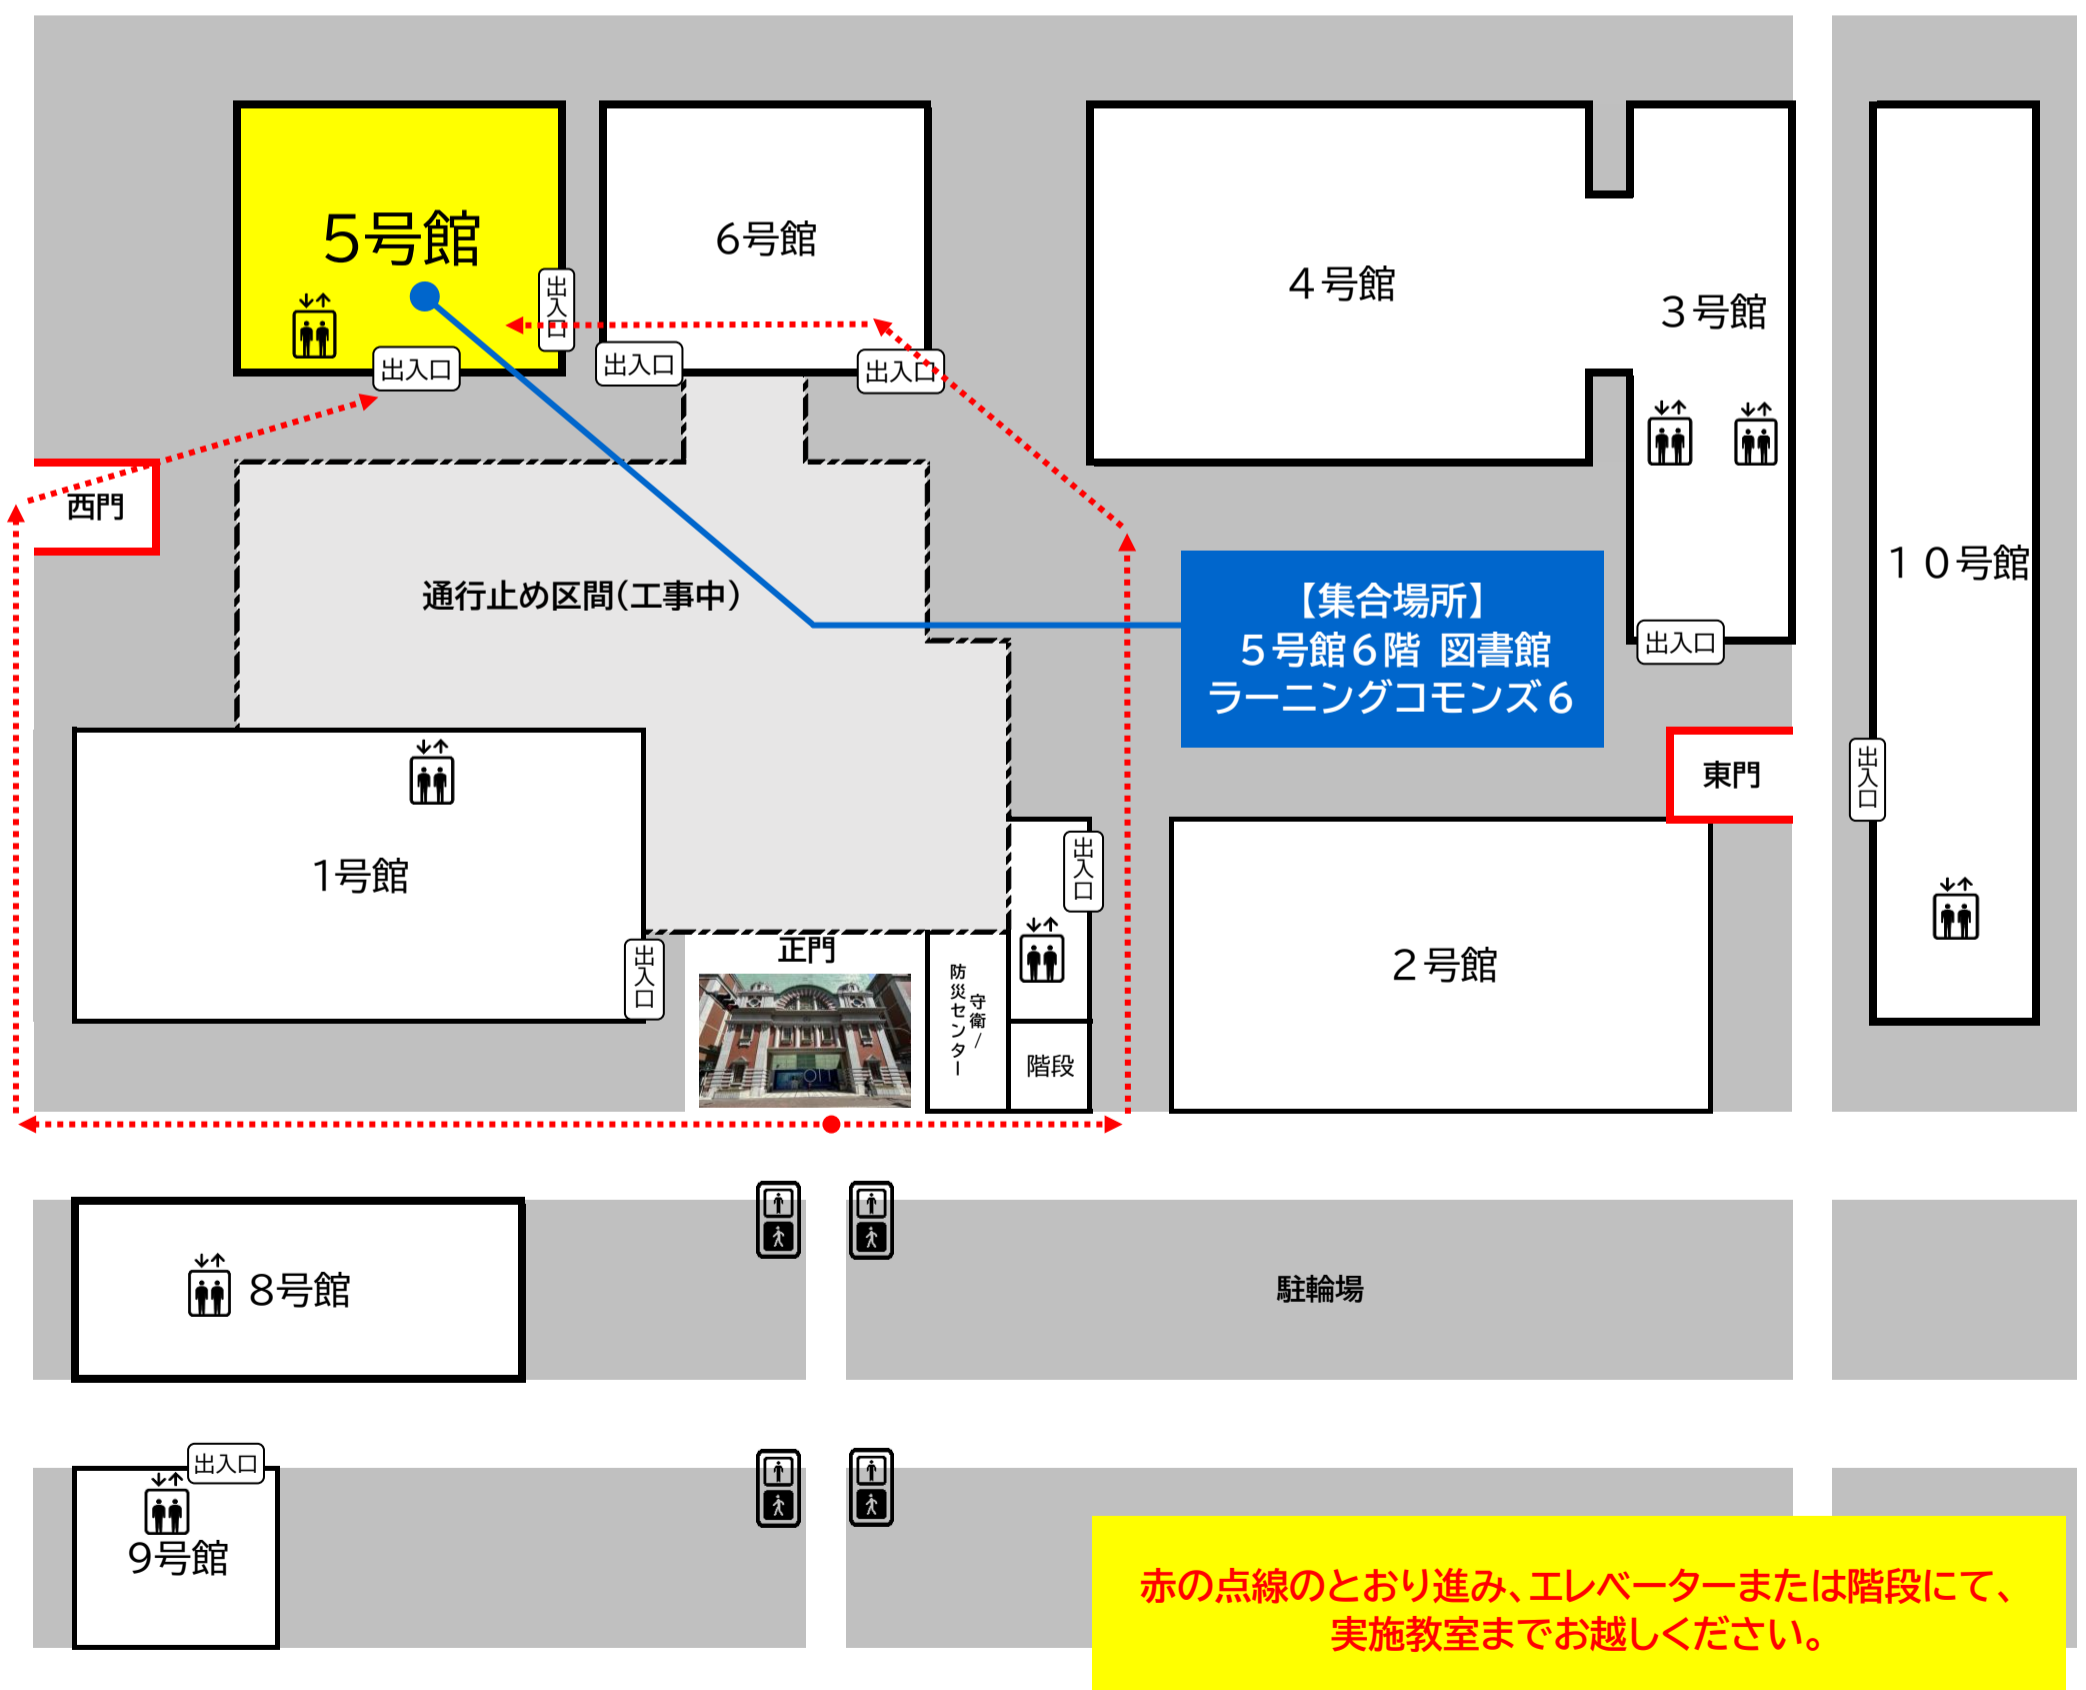 5号館
6号館
4号館
3号館
10号館
出入口
出入口
出入口
出入口
西門
通行止め区間(工事中)
【集合場所】
5号館6階 図書館
ラーニングコモンズ6
出入口
東門
出入口
1号館
出入口
出入口
正門
守衛/
防災センター
階段
2号館
8号館
駐輪場
出入口
9号館
赤の点線のとおり進み、エレベーターまたは階段にて、
実施教室までお越しください。